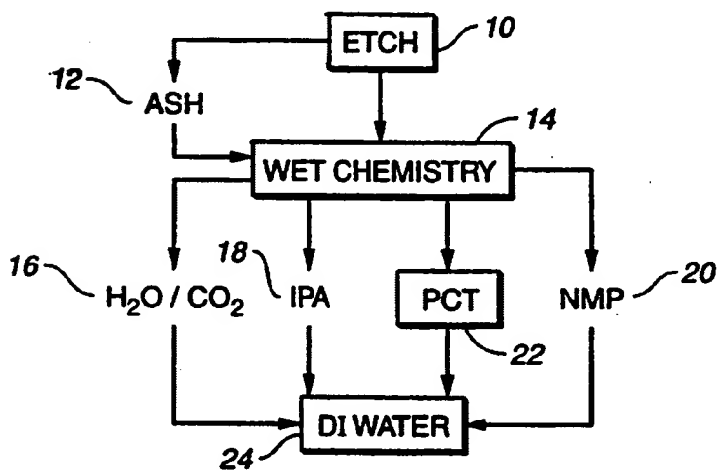 ETCH 10
12 ASH
14
WET CHEMISTRY
16 H₂O / CO₂ 18 IPA PCT NMP 20
22
DI WATER
24